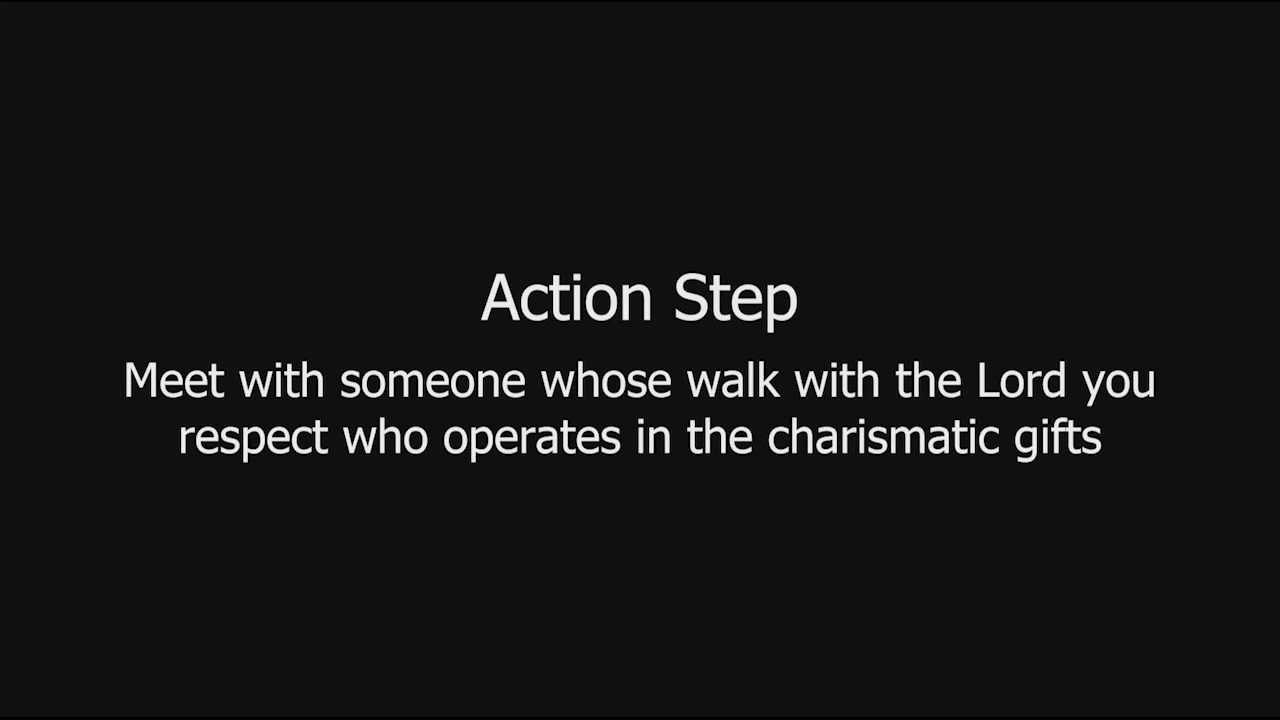 Action Step
Meet with someone whose walk with the Lord you
respect who operates in the charismatic gifts